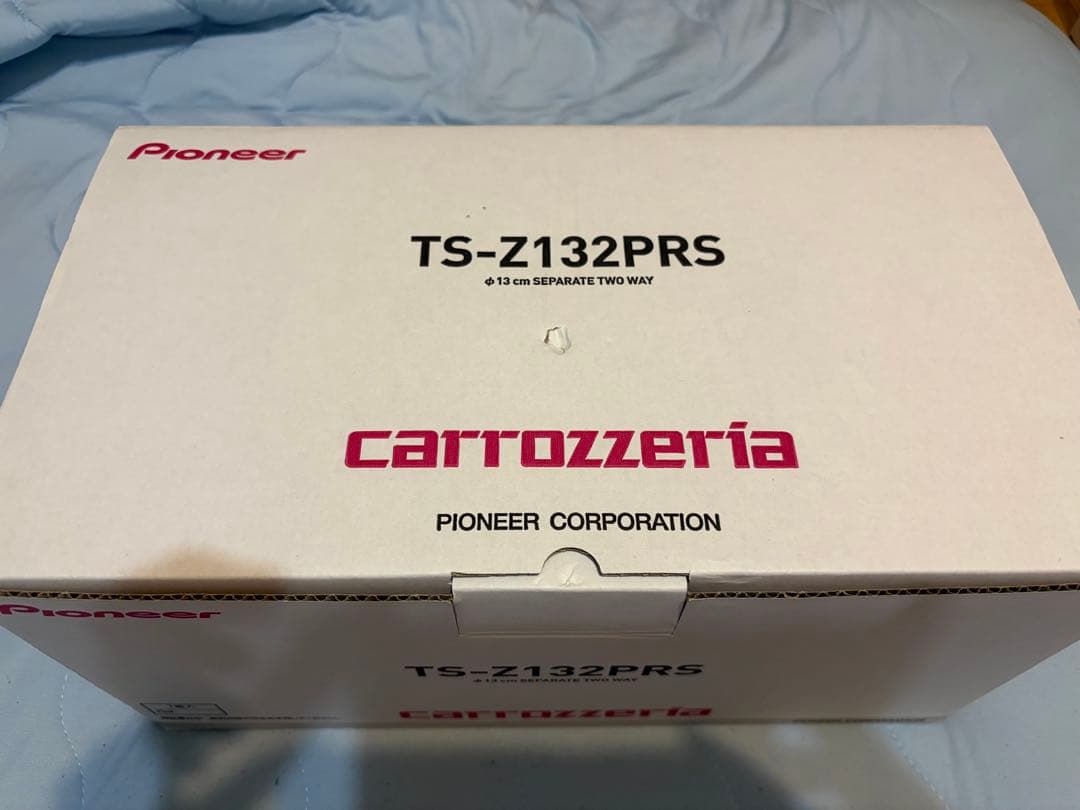 Pioneer
TS-Z132PRS
φ13 cm SEPARATE TWO WAY
carrozzeria
PIONEER CORPORATION
Pioneer
TS-Z132PRS
φ13 cm SEPARATE TWO WAY
carrozzeria